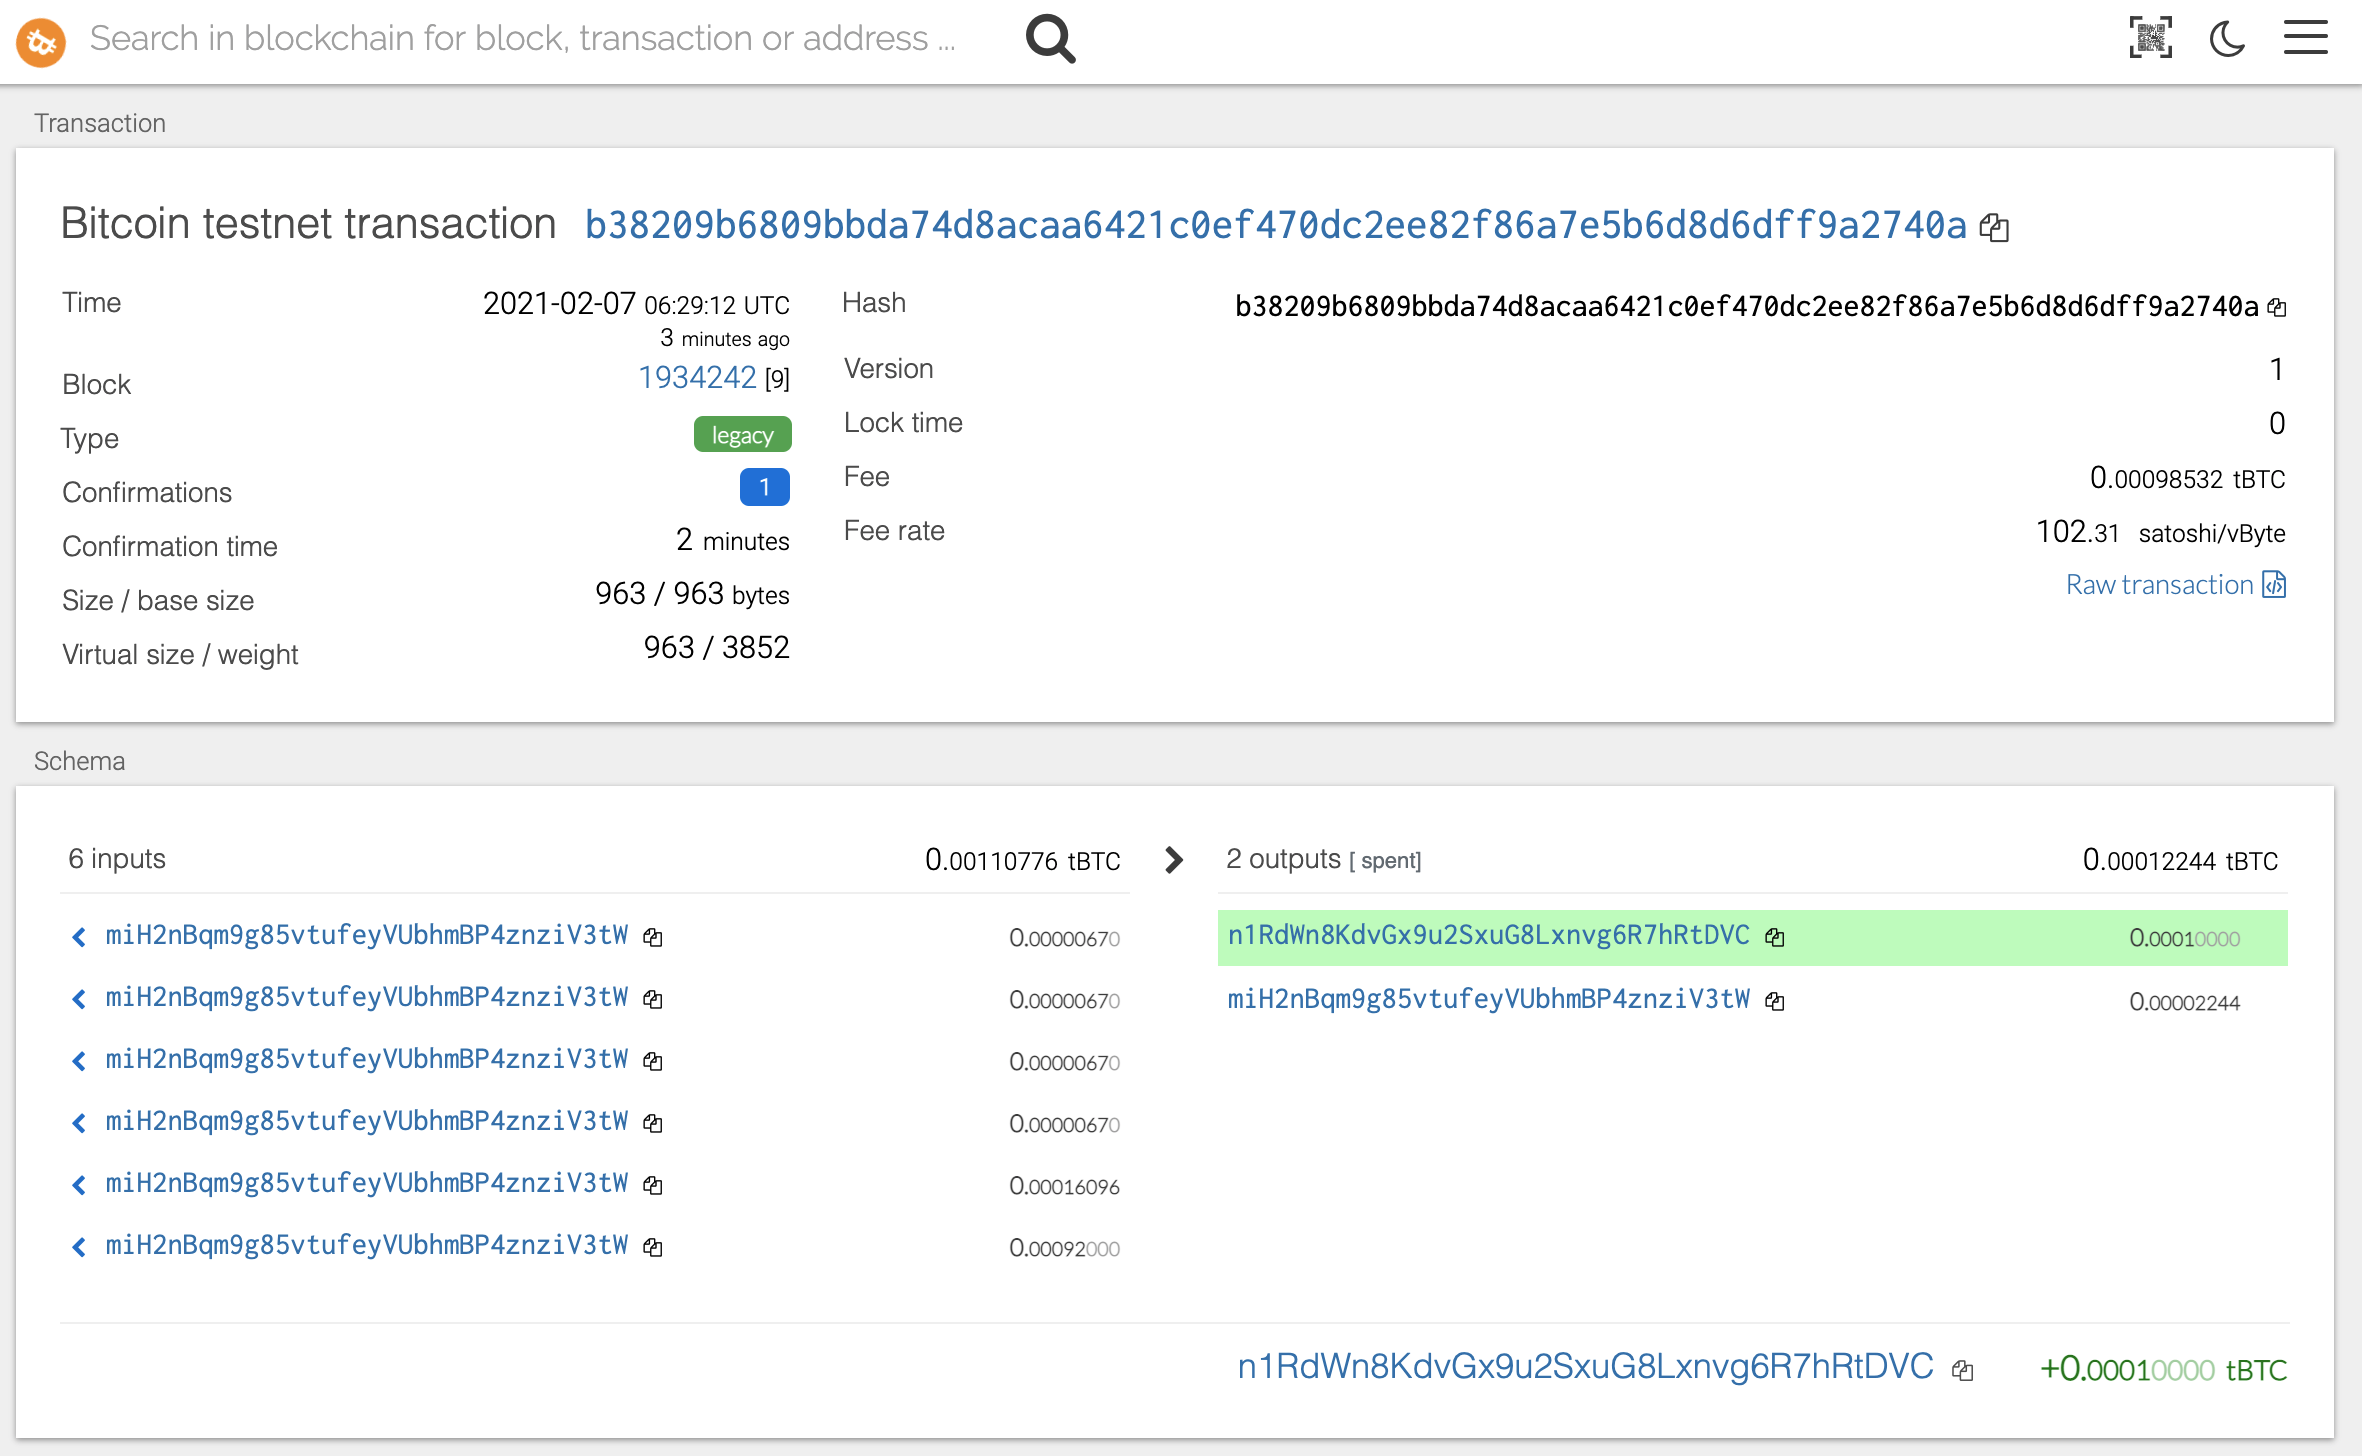 Search in blockchain for block, transaction or address ...
Transaction
Bitcoin testnet transaction b38209b6809bbda74d8acaa6421c0ef470dc2ee82f86a7e5b6d8d6dff9a2740a
Time 2021-02-07 06:29:12 UTC
3 minutes ago
Block 1934242 [9]
Type legacy
Confirmations 1
Confirmation time 2 minutes
Size / base size 963 / 963 bytes
Virtual size / weight 963 / 3852
Hash b38209b6809bbda74d8acaa6421c0ef470dc2ee82f86a7e5b6d8d6dff9a2740a
Version 1
Lock time 0
Fee 0.00098532 tBTC
Fee rate 102.31 satoshi/vByte
Raw transaction
Schema
6 inputs 0.00110776 tBTC
miH2nBqm9g85vtufeyVUbhmBP4znziV3tW 0.00000670
miH2nBqm9g85vtufeyVUbhmBP4znziV3tW 0.00000670
miH2nBqm9g85vtufeyVUbhmBP4znziV3tW 0.00000670
miH2nBqm9g85vtufeyVUbhmBP4znziV3tW 0.00000670
miH2nBqm9g85vtufeyVUbhmBP4znziV3tW 0.00016096
miH2nBqm9g85vtufeyVUbhmBP4znziV3tW 0.00092000
2 outputs [ spent] 0.00012244 tBTC
n1RdWn8KdvGx9u2SxuG8Lxnvg6R7hRtDVC 0.00010000
miH2nBqm9g85vtufeyVUbhmBP4znziV3tW 0.00002244
n1RdWn8KdvGx9u2SxuG8Lxnvg6R7hRtDVC +0.00010000 tBTC